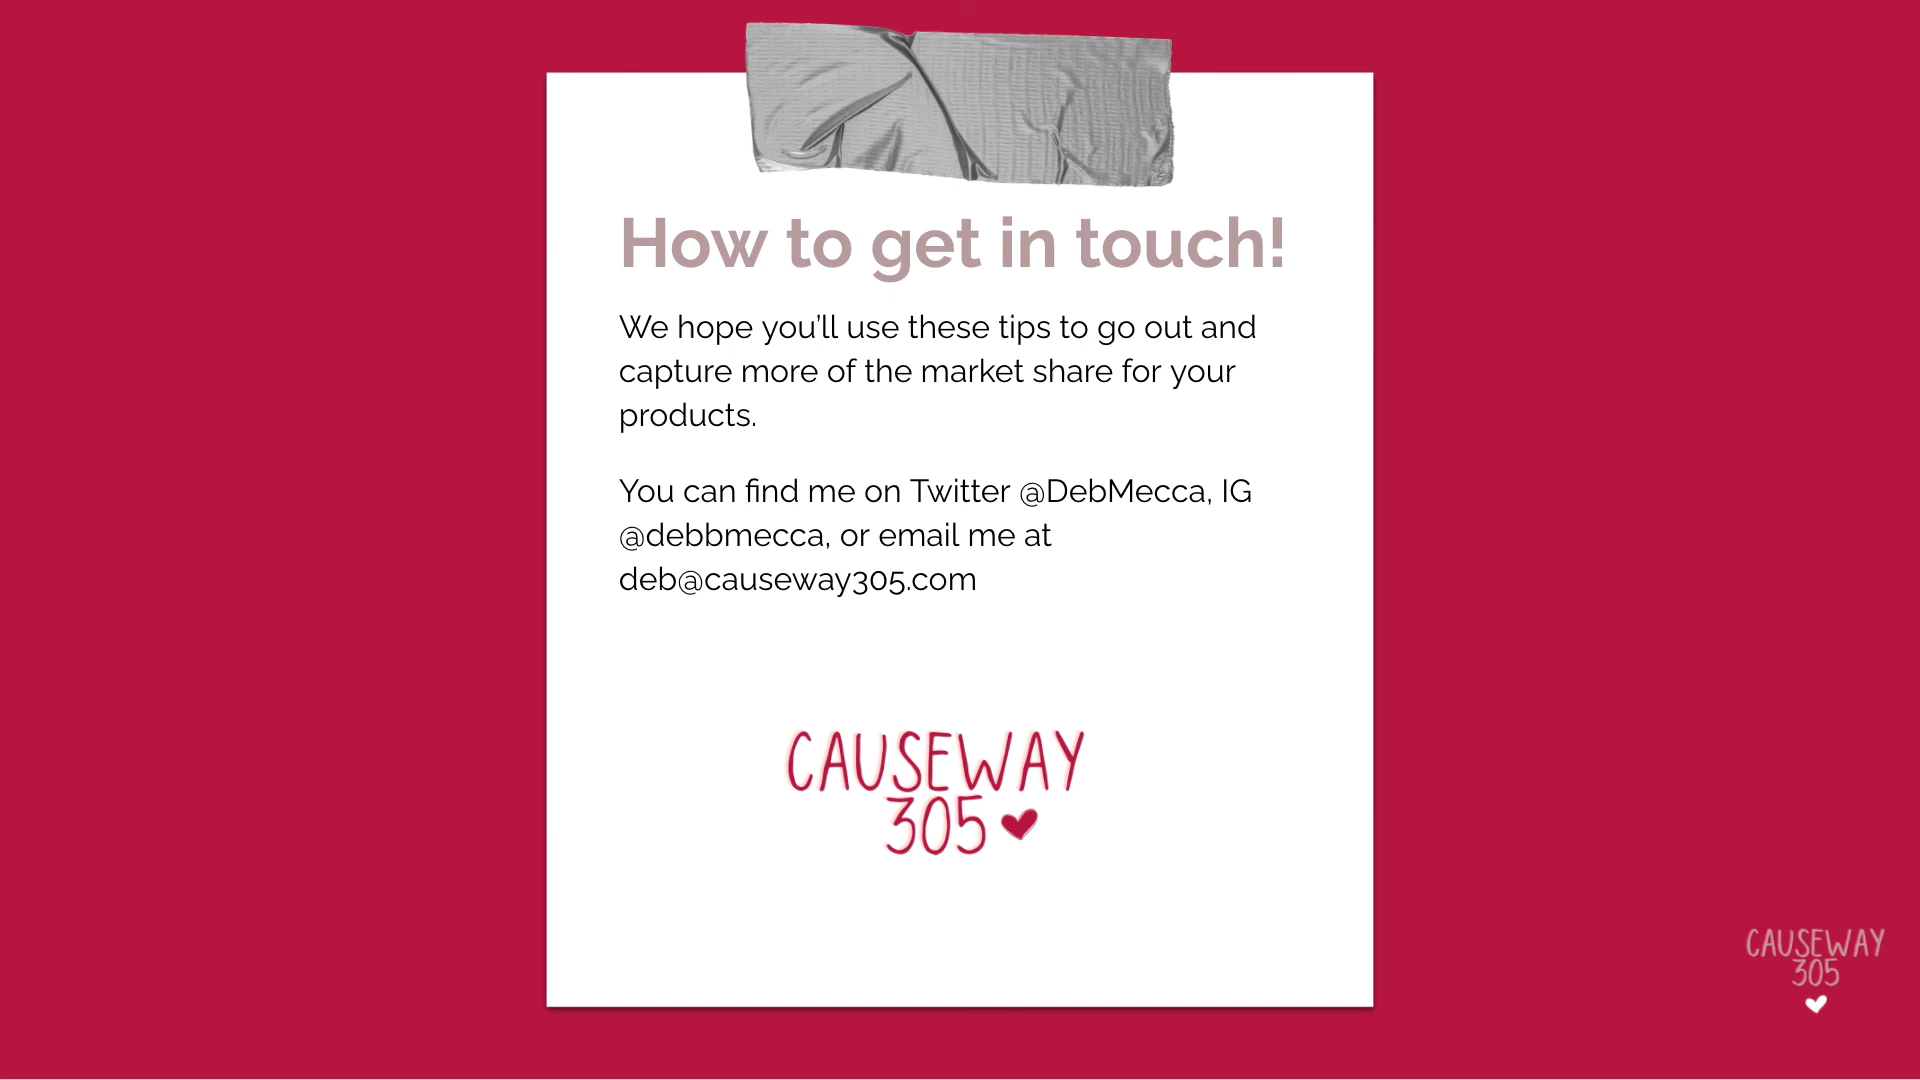 How to get in touch!
We hope you’ll use these tips to go out and
capture more of the market share for your
products.
You can find me on Twitter @DebMecca, IG
@debbmecca, or email me at
deb@causeway305.com
CAUSEWAY
305
CAUSEWAY
305